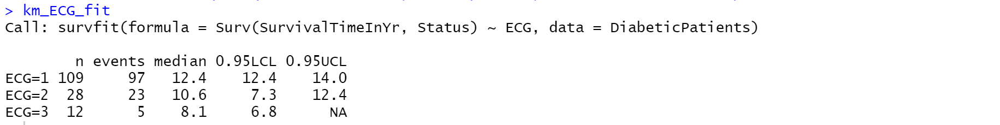 > km_ECG_fit
Call: survfit(formula = Surv(SurvivalTimeInYr, Status) ~ ECG, data = DiabeticPatients)
n events median 0.95LCL 0.95UCL
ECG=1 109 97 12.4 12.4 14.0
ECG=2 28 23 10.6 7.3 12.4
ECG=3 12 5 8.1 6.8 NA